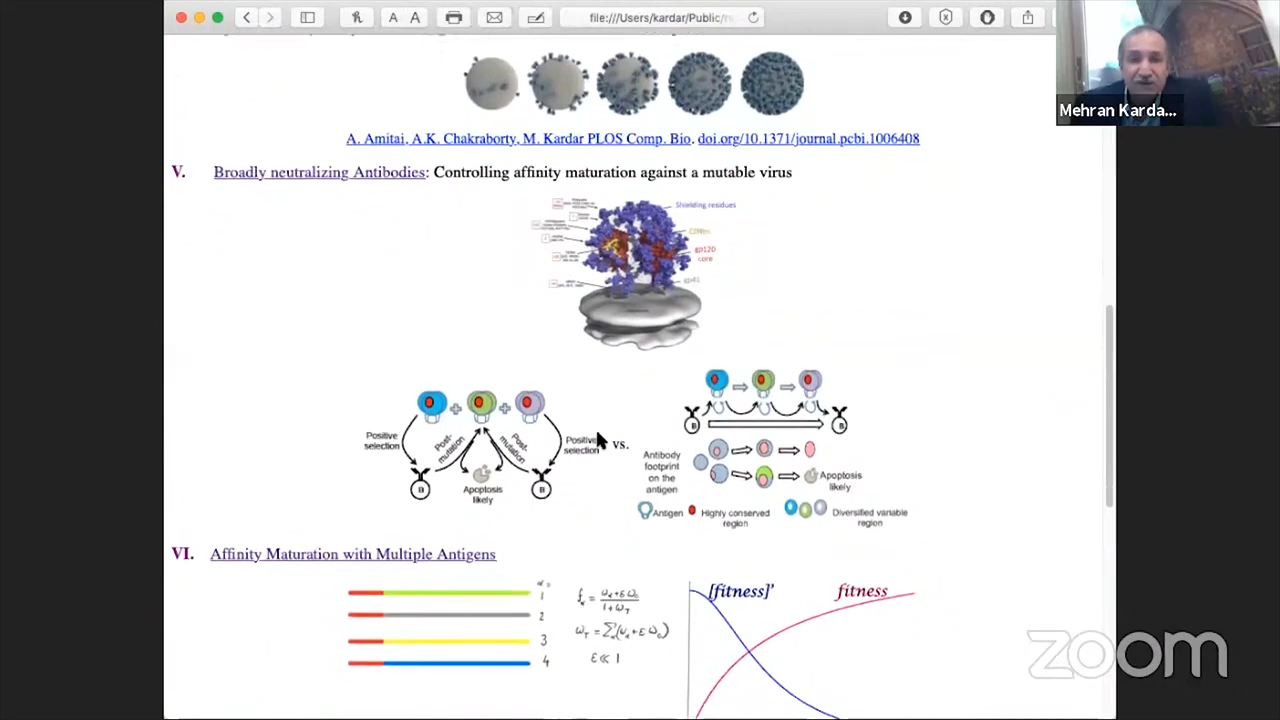 A A
file:///Users/kardar/Public/
Mehran Karda...
A. Amitai, A.K. Chakraborty, M. Kardar PLOS Comp. Bio. doi.org/10.1371/journal.pcbi.1006408
V. Broadly neutralizing Antibodies: Controlling affinity maturation against a mutable virus
Shielding residues
gp120
core
gp41
Positive
selection
Post-
mutation
Post-
mutation
Positive
selection
B
Apoptosis
likely
B
vs.
B
B
Antibody
footprint
on the
antigen
Apoptosis
likely
Antigen
Highly conserved
region
Diversified variable
region
VI. Affinity Maturation with Multiple Antigens
1
2
3
4
ε ≪ 1
[fitness]'
fitness
zoom